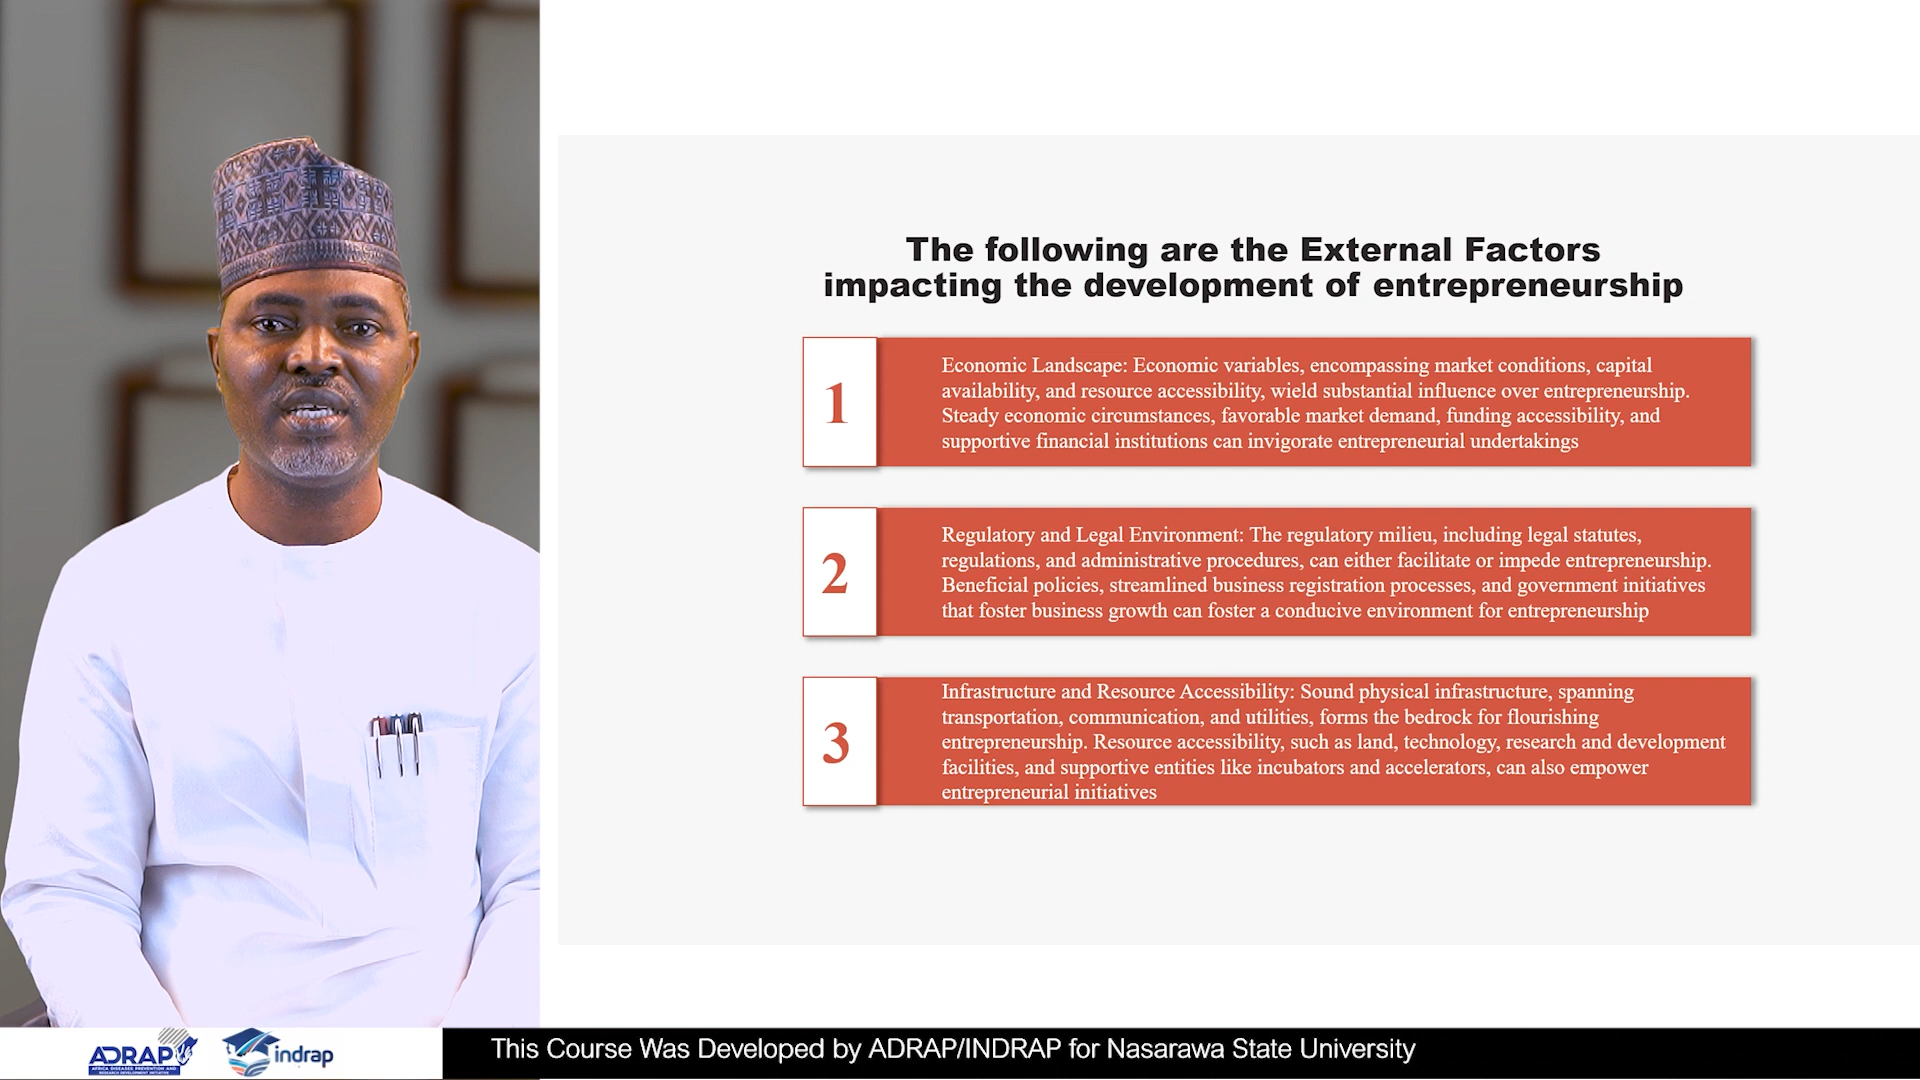 The following are the External Factors
impacting the development of entrepreneurship
1
Economic Landscape: Economic variables, encompassing market conditions, capital
availability, and resource accessibility, wield substantial influence over entrepreneurship.
Steady economic circumstances, favorable market demand, funding accessibility, and
supportive financial institutions can invigorate entrepreneurial undertakings
2
Regulatory and Legal Environment: The regulatory milieu, including legal statutes,
regulations, and administrative procedures, can either facilitate or impede entrepreneurship.
Beneficial policies, streamlined business registration processes, and government initiatives
that foster business growth can foster a conducive environment for entrepreneurship
3
Infrastructure and Resource Accessibility: Sound physical infrastructure, spanning
transportation, communication, and utilities, forms the bedrock for flourishing
entrepreneurship. Resource accessibility, such as land, technology, research and development
facilities, and supportive entities like incubators and accelerators, can also empower
entrepreneurial initiatives
ADRAP
AFRICA DISEASES PREVENTION AND
RESEARCH DEVELOPMENT INITIATIVE
indrap
This Course Was Developed by ADRAP/INDRAP for Nasarawa State University